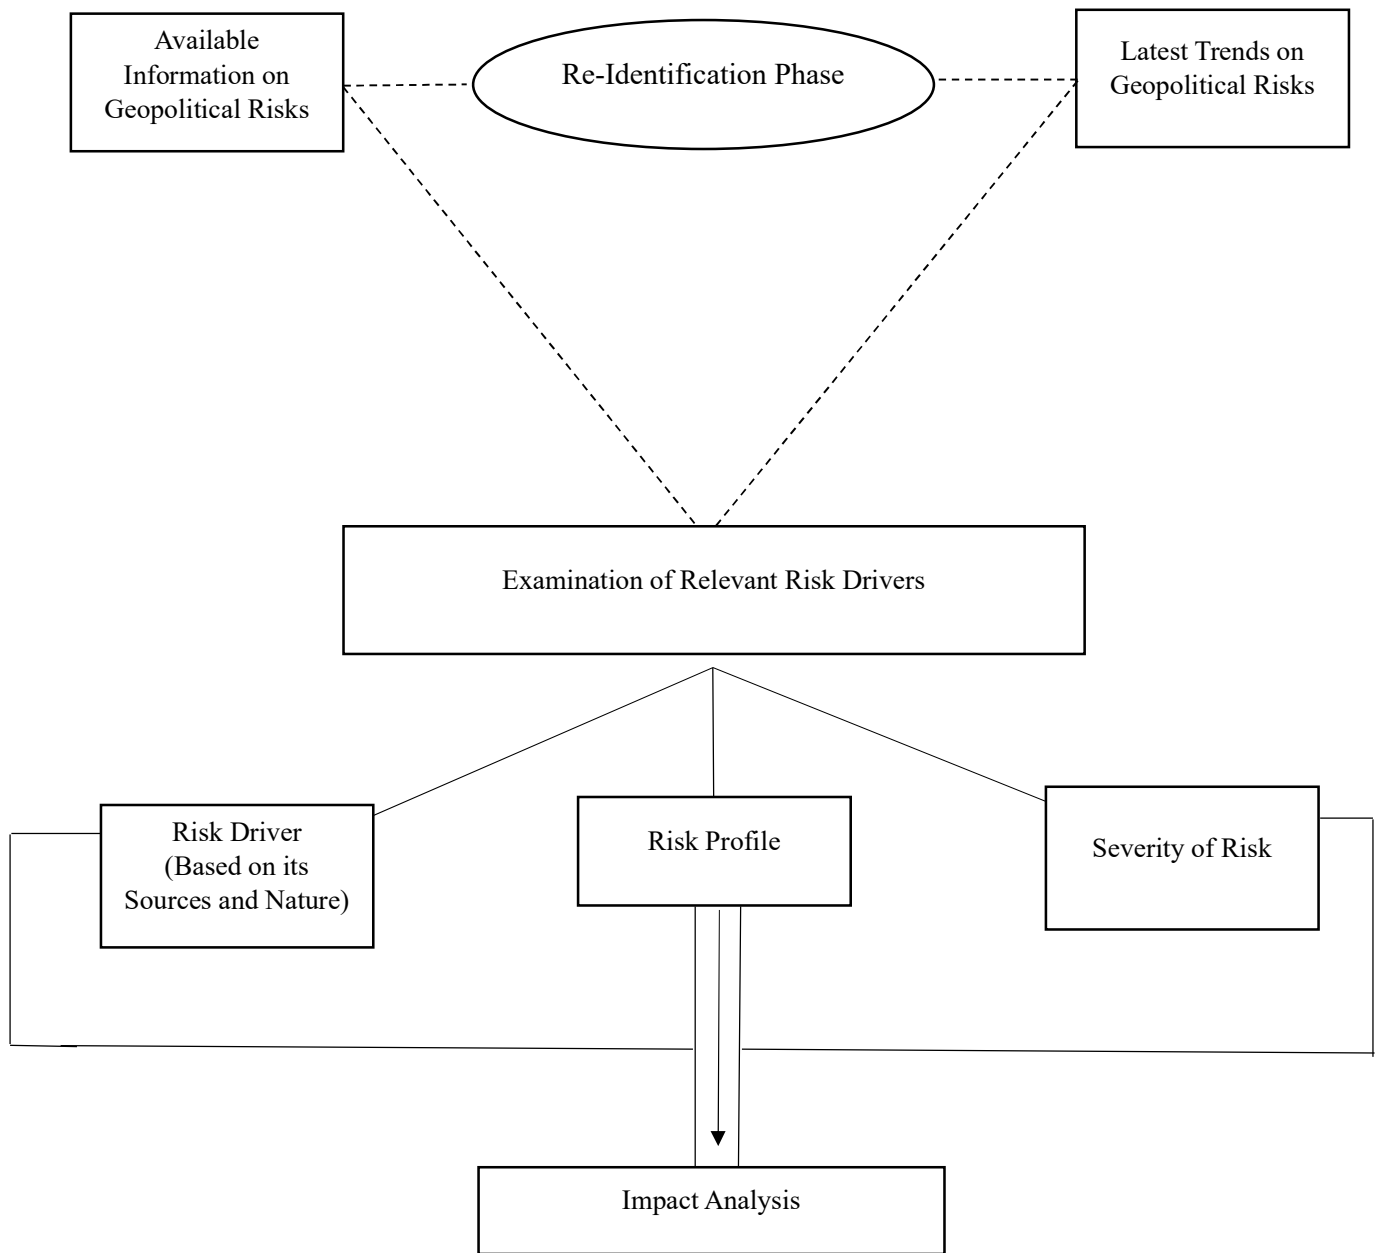 Available
Information on
Geopolitical Risks
Re-Identification Phase
Latest Trends on
Geopolitical Risks
Examination of Relevant Risk Drivers
Risk Driver
(Based on its
Sources and Nature)
Risk Profile
Severity of Risk
Impact Analysis